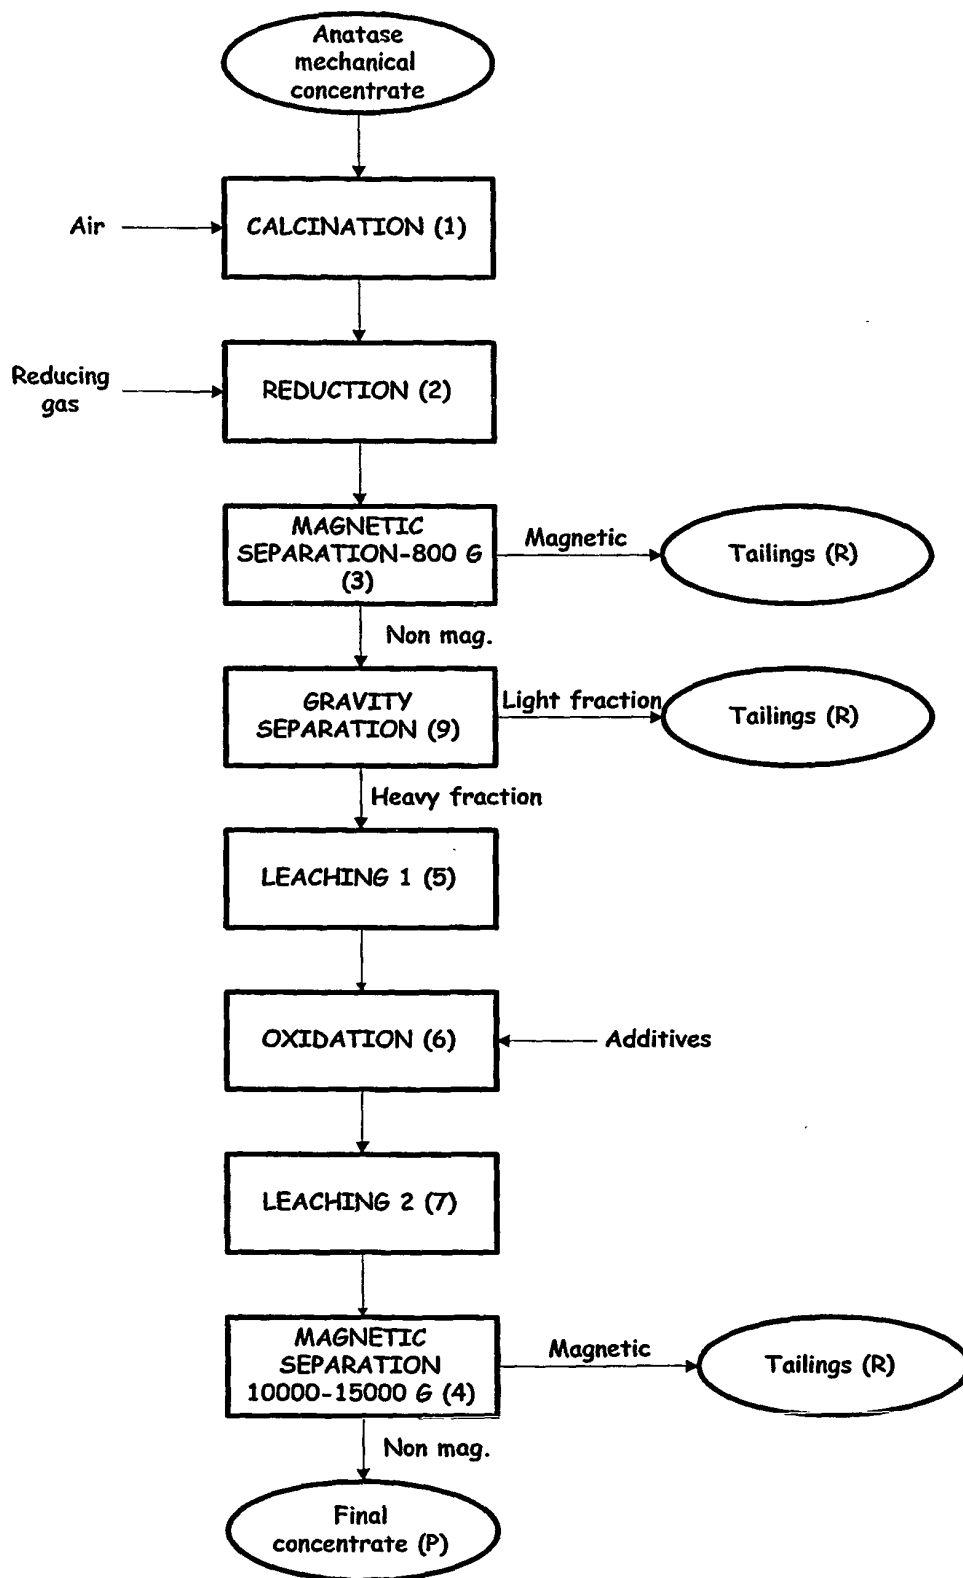 Anatase
mechanical
concentrate
Air
CALCINATION (1)
Reducing
gas
REDUCTION (2)
MAGNETIC
SEPARATION-800 G
(3)
Magnetic
Tailings (R)
Non mag.
GRAVITY
SEPARATION (9)
Light fraction
Tailings (R)
Heavy fraction
LEACHING 1 (5)
OXIDATION (6)
Additives
LEACHING 2 (7)
MAGNETIC
SEPARATION
10000-15000 G (4)
Magnetic
Tailings (R)
Non mag.
Final
concentrate (P)